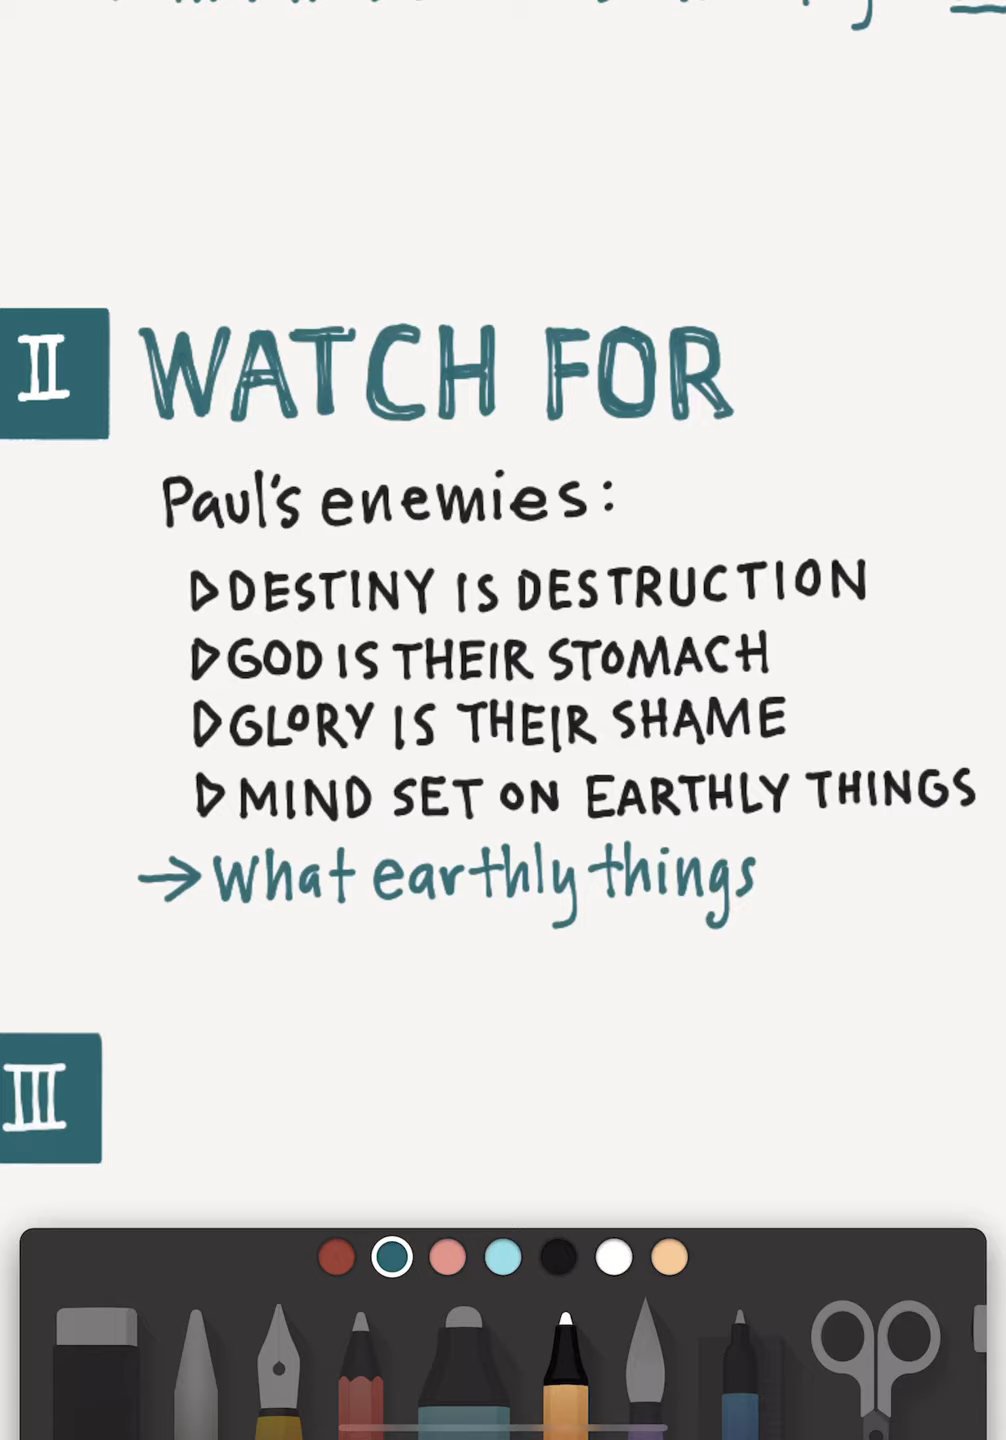 II WATCH FOR
Paul's enemies:
▷DESTINY IS DESTRUCTION
▷GOD IS THEIR STOMACH
▷GLORY IS THEIR SHAME
▷MIND SET ON EARTHLY THINGS
→What earthly things
III